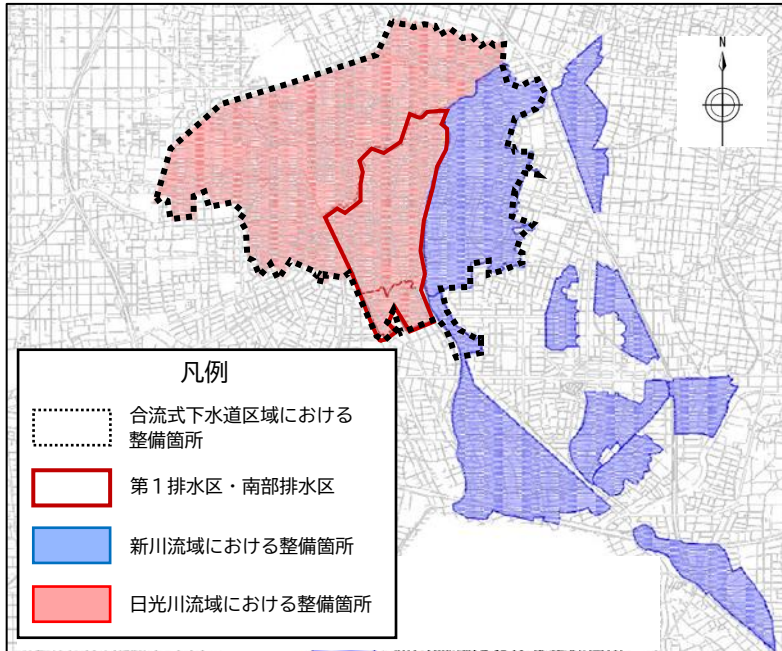 N
凡例
合流式下水道区域における
整備箇所
第１排水区・南部排水区
新川流域における整備箇所
日光川流域における整備箇所